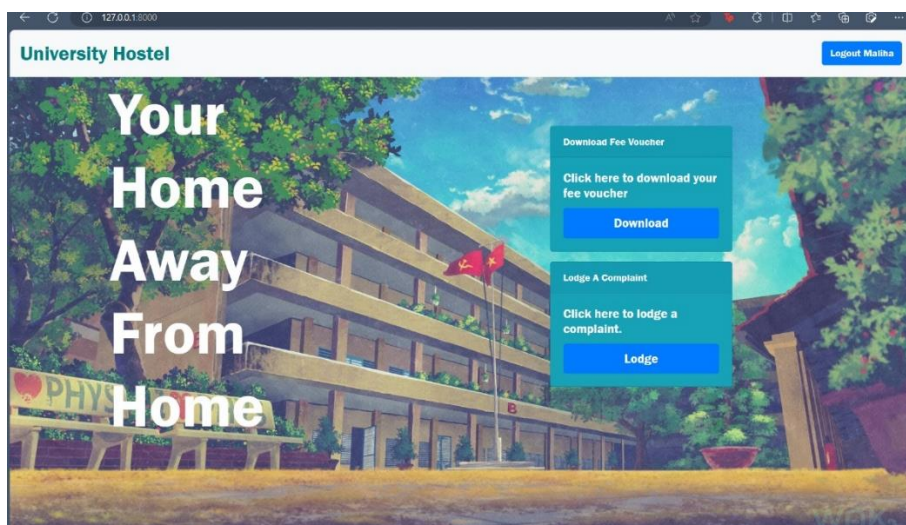 127.0.0.1:8000
University Hostel
Logout Maliha
Your
Home
Away
From
Home
Download Fee Voucher
Click here to download your
fee voucher
Download
Lodge A Complaint
Click here to lodge a
complaint.
Lodge
PHYS
B